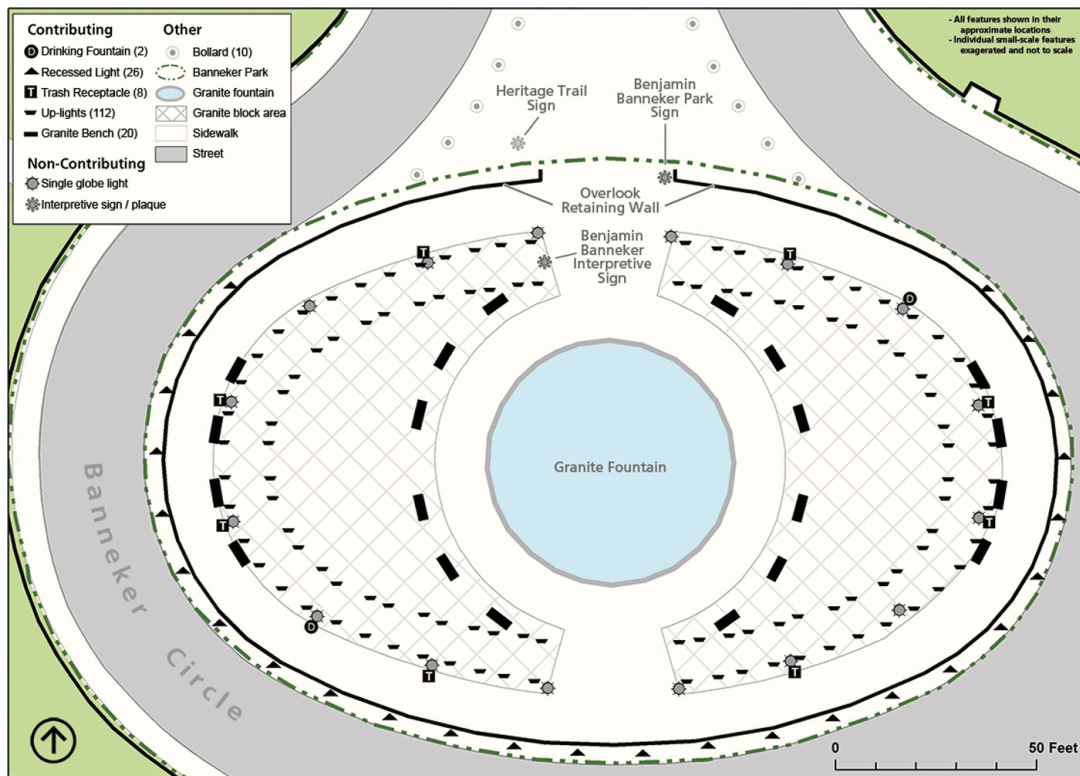 Contributing
D Drinking Fountain (2)
Recessed Light (26)
T Trash Receptacle (8)
Up-lights (112)
Granite Bench (20)
Non-Contributing
Single globe light
Interpretive sign / plaque
Other
Bollard (10)
Banneker Park
Granite fountain
Granite block area
Sidewalk
Street
- All features shown in their
approximate locations
- Individual small-scale features
exagerated and not to scale
Heritage Trail
Sign
Benjamin
Banneker Park
Sign
Overlook
Retaining Wall
Benjamin
Banneker
Interpretive
Sign
T
T
D
T
T
Granite Fountain
T
T
D
T
T
Banneker Circle
0 50 Feet